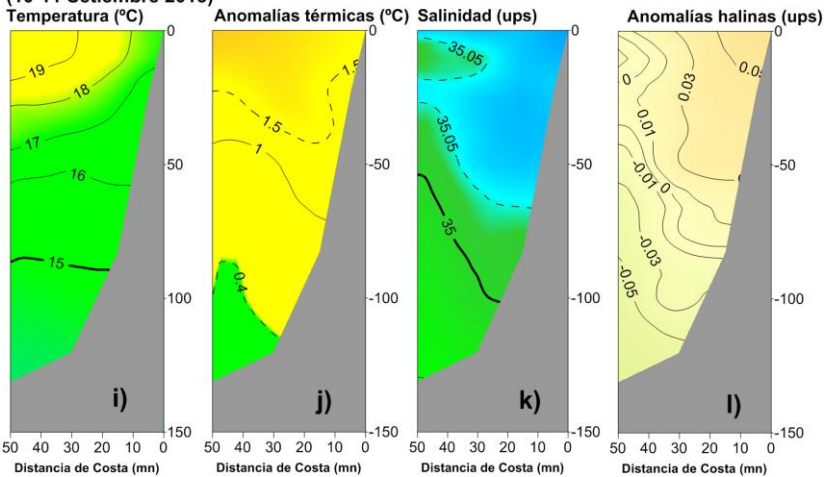 Temperatura (ºC)
Anomalías térmicas (ºC)
Salinidad (ups)
Anomalías halinas (ups)
19
18
17
16
15
i)
1.5
1.5
1
0.4
j)
35.05
35.05
35
k)
0
0.03
0.01
0
-0.01
-0.03
-0.05
l)
0
-50
-100
-150
0
-50
-100
-150
0
-50
-100
-150
0
-50
-100
-150
50 40 30 20 10 0
50 40 30 20 10 0
50 40 30 20 10 0
50 40 30 20 10 0
Distancia de Costa (mn)
Distancia de Costa (mn)
Distancia de Costa (mn)
Distancia de Costa (mn)